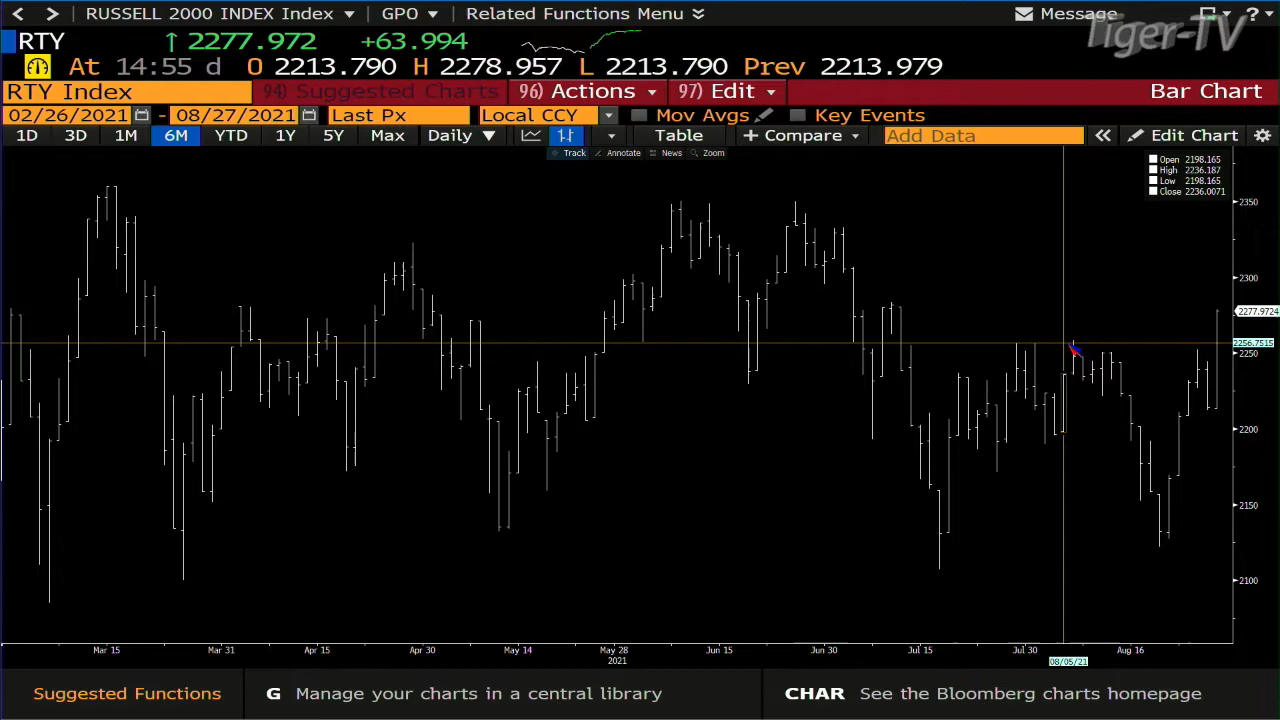 RUSSELL 2000 INDEX Index
GPO
Related Functions Menu
Message
?
Tiger-TV
RTY
↑ 2277.972 +63.994
At 14:55 d O 2213.790 H 2278.957 L 2213.790 Prev 2213.979
RTY Index 94) Suggested Charts 96) Actions 97) Edit Bar Chart
02/26/2021 - 08/27/2021 Last Px Local CCY Mov Avgs Key Events
1D 3D 1M 6M YTD 1Y 5Y Max Daily ▼ Table + Compare Add Data « Edit Chart
Track Annotate News Zoom
Open 2198.165
High 2236.187
Low 2198.165
Close 2236.0071
2350
2300
2277.9724
2256.7515
2250
2200
2150
2100
Mar 15 Mar 31 Apr 15 Apr 30 May 14 May 28 Jun 15 Jun 30 Jul 15 Jul 30 Aug 16
2021
08/05/21
Suggested Functions G Manage your charts in a central library CHAR See the Bloomberg charts homepage